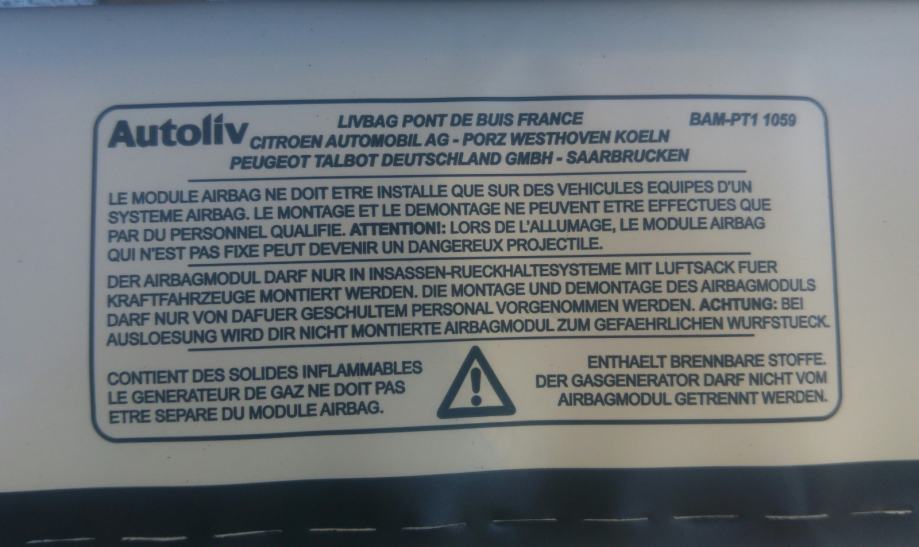 Autoliv
LIVBAG PONT DE BUIS FRANCE
BAM-PT1 1059
CITROEN AUTOMOBIL AG - PORZ WESTHOVEN KOELN
PEUGEOT TALBOT DEUTSCHLAND GMBH - SAARBRUCKEN
LE MODULE AIRBAG NE DOIT ETRE INSTALLE QUE SUR DES VEHICULES EQUIPES D'UN
SYSTEME AIRBAG. LE MONTAGE ET LE DEMONTAGE NE PEUVENT ETRE EFFECTUES QUE
PAR DU PERSONNEL QUALIFIE. ATTENTION!: LORS DE L'ALLUMAGE, LE MODULE AIRBAG
QUI N'EST PAS FIXE PEUT DEVENIR UN DANGEREUX PROJECTILE.
DER AIRBAGMODUL DARF NUR IN INSASSEN-RUECKHALTESYSTEME MIT LUFTSACK FUER
KRAFTFAHRZEUGE MONTIERT WERDEN. DIE MONTAGE UND DEMONTAGE DES AIRBAGMODULS
DARF NUR VON DAFUER GESCHULTEM PERSONAL VORGENOMMEN WERDEN. ACHTUNG: BEI
AUSLOESUNG WIRD DIR NICHT MONTIERTE AIRBAGMODUL ZUM GEFAEHRLICHEN WURFSTUECK.
CONTIENT DES SOLIDES INFLAMMABLES
LE GENERATEUR DE GAZ NE DOIT PAS
ETRE SEPARE DU MODULE AIRBAG.
ENTHAELT BRENNBARE STOFFE.
DER GASGENERATOR DARF NICHT VOM
AIRBAGMODUL GETRENNT WERDEN.